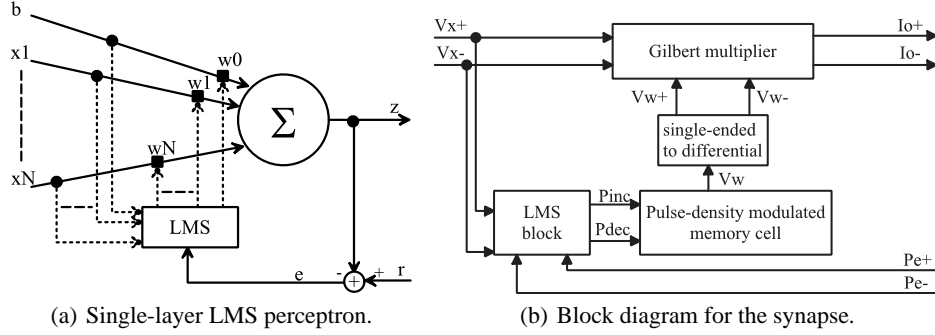 b
x1
xN
w0
w1
wN
Σ
z
LMS
e
-
+
+
r
(a) Single-layer LMS perceptron.
Vx+
Vx-
Gilbert multiplier
Io+
Io-
Vw+
Vw-
single-ended
to differential
Vw
LMS
block
Pinc
Pdec
Pulse-density modulated
memory cell
Pe+
Pe-
(b) Block diagram for the synapse.